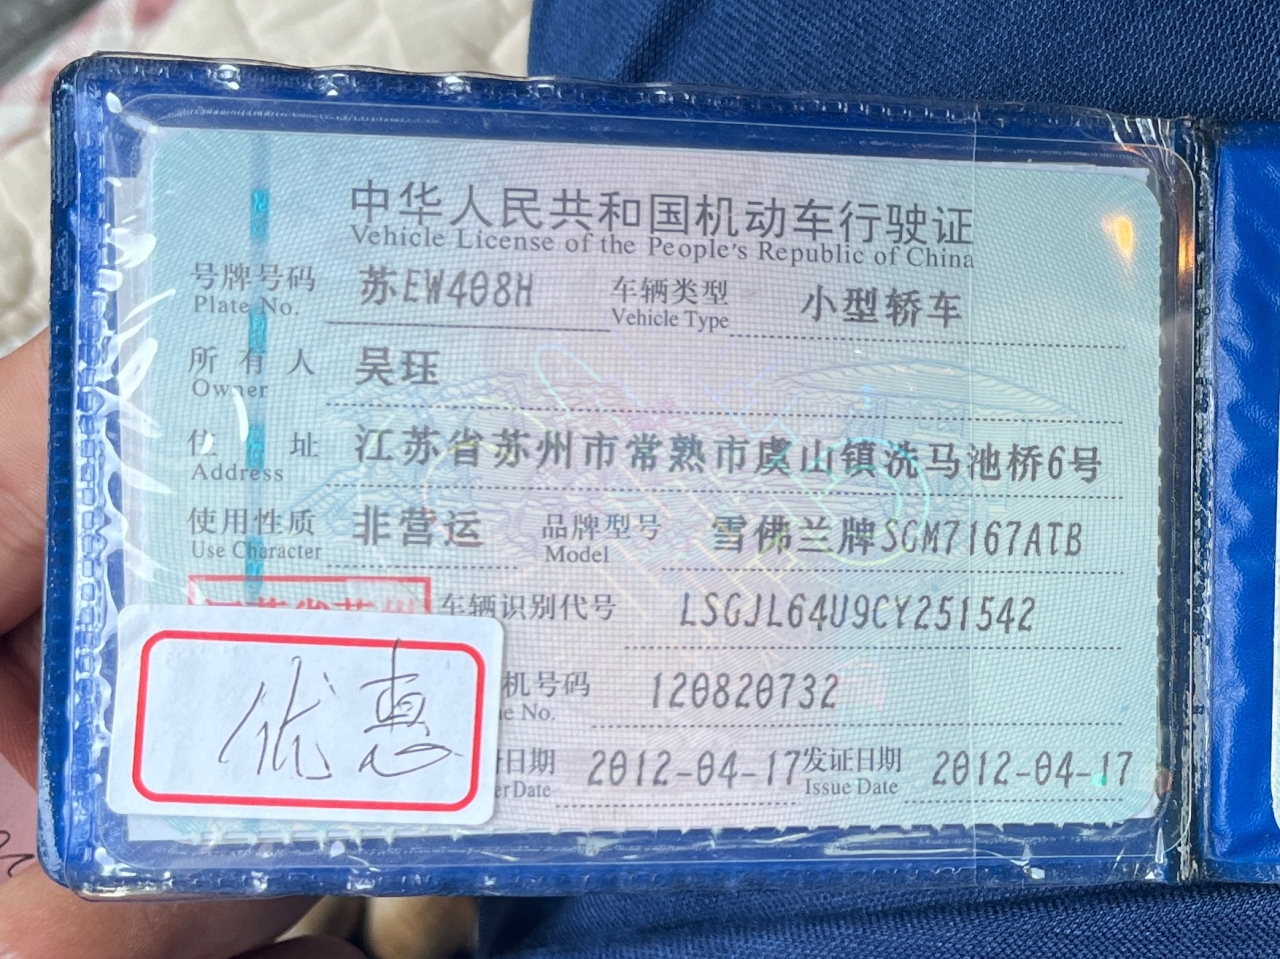 中华人民共和国机动车行驶证
Vehicle License of the People's Republic of China
号牌号码 苏EW408H 车辆类型 小型轿车
Plate No. Vehicle Type
所有人 吴珏
Owner
住址 江苏省苏州市常熟市虞山镇洗马池桥6号
Address
使用性质 非营运 品牌型号 雪佛兰牌SGM7167ATB
Use Character Model
车辆识别代号 LSGJL64U9CY251542
机号码 120820732
No.
优惠
日期 2012-04-17 发证日期 2012-04-17
Date Issue Date